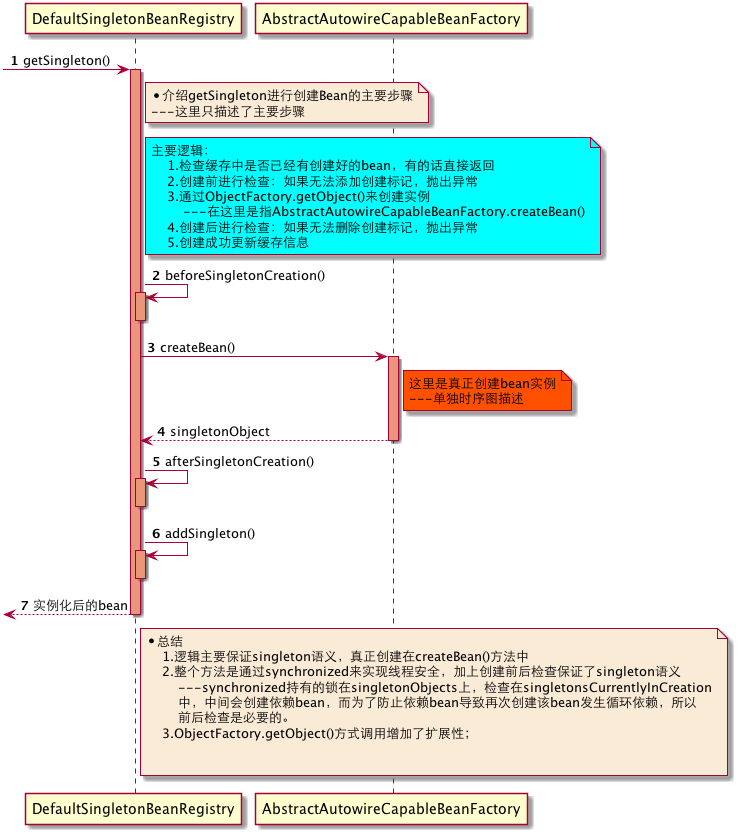 DefaultSingletonBeanRegistry
AbstractAutowireCapableBeanFactory
1 getSingleton()
•介绍getSingleton进行创建Bean的主要步骤
---这里只描述了主要步骤
主要逻辑：
1.检查缓存中是否已经有创建好的bean，有的话直接返回
2.创建前进行检查：如果无法添加创建标记，抛出异常
3.通过ObjectFactory.getObject()来创建实例
---在这里是指AbstractAutowireCapableBeanFactory.createBean()
4.创建后进行检查：如果无法删除创建标记，抛出异常
5.创建成功更新缓存信息
2 beforeSingletonCreation()
3 createBean()
这里是真正创建bean实例
---单独时序图描述
4 singletonObject
5 afterSingletonCreation()
6 addSingleton()
7 实例化后的bean
•总结
1.逻辑主要保证singleton语义，真正创建在createBean()方法中
2.整个方法是通过synchronized来实现线程安全，加上创建前后检查保证了singleton语义
---synchronized持有的锁在singletonObjects上，检查在singletonsCurrentlyInCreation
中，中间会创建依赖bean，而为了防止依赖bean导致再次创建该bean发生循环依赖，所以
前后检查是必要的。
3.ObjectFactory.getObject()方式调用增加了扩展性；
DefaultSingletonBeanRegistry
AbstractAutowireCapableBeanFactory